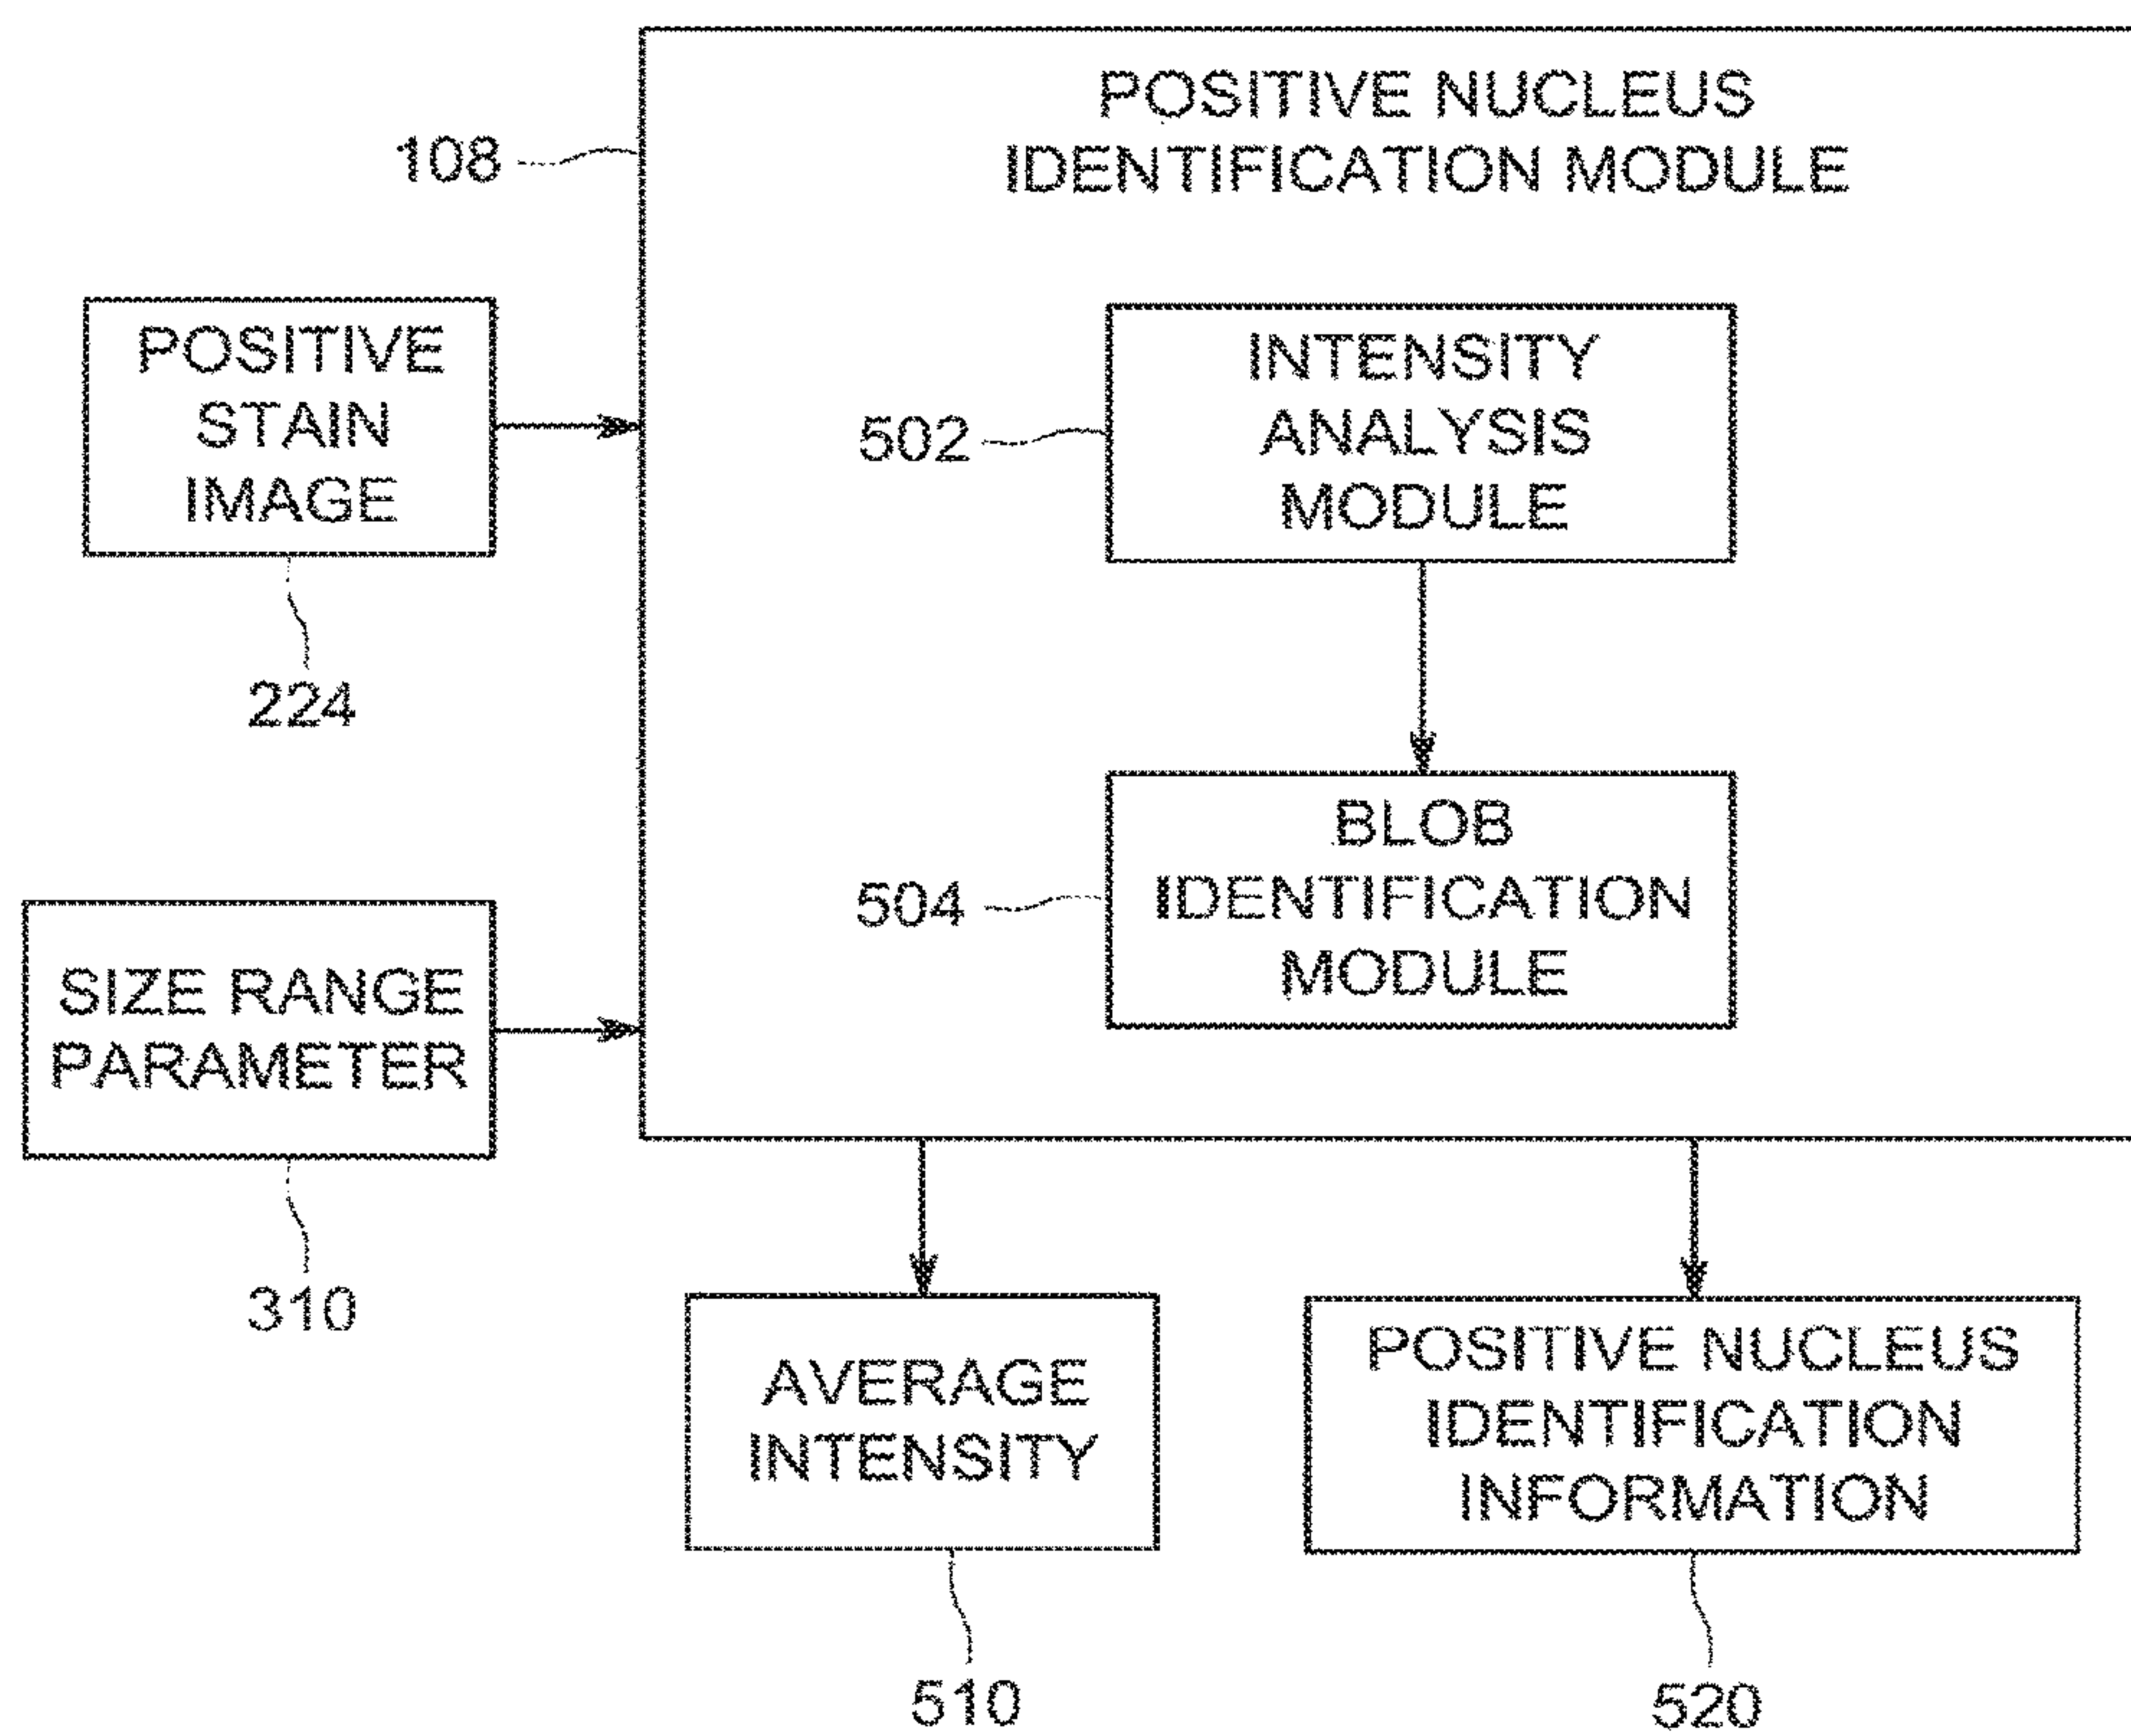 POSITIVE NUCLEUS
IDENTIFICATION MODULE
108
POSITIVE
STAIN
IMAGE
224
INTENSITY
ANALYSIS
MODULE
502
BLOB
IDENTIFICATION
MODULE
504
SIZE RANGE
PARAMETER
310
AVERAGE
INTENSITY
510
POSITIVE NUCLEUS
IDENTIFICATION
INFORMATION
520